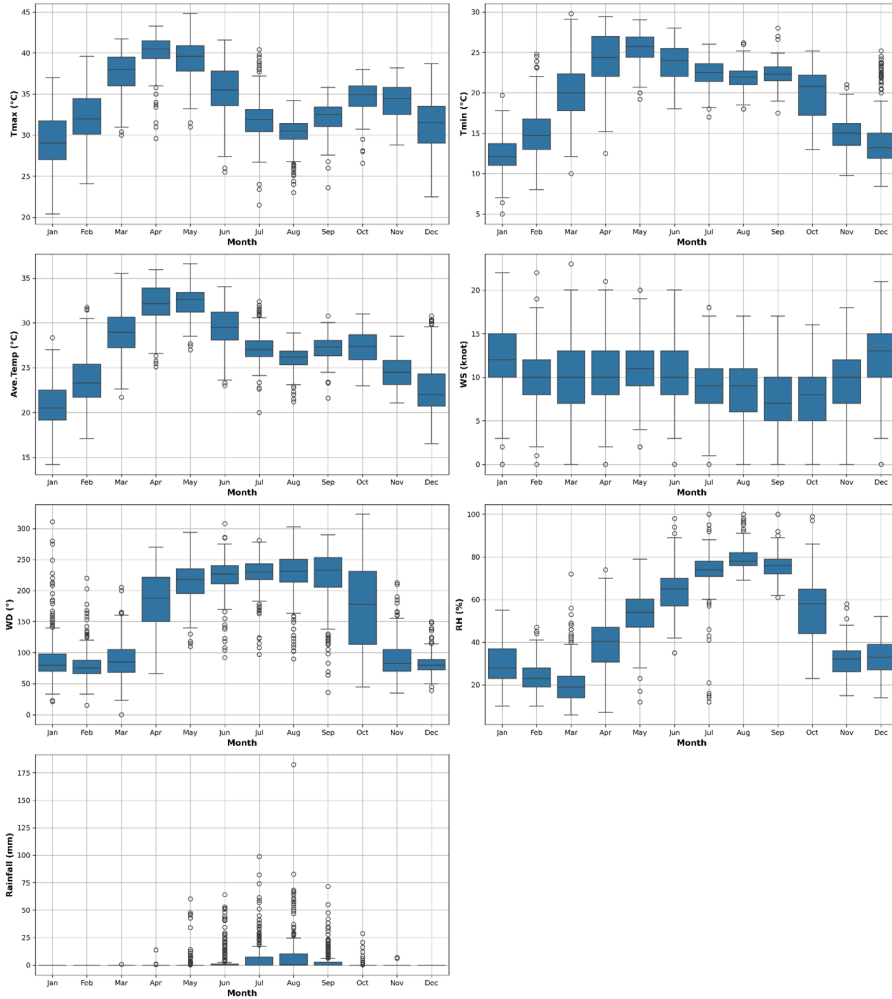 Tmax (°C)
45
40
35
30
25
20
Jan Feb Mar Apr May Jun Jul Aug Sep Oct Nov Dec
Month
Tmin (°C)
30
25
20
15
10
5
Jan Feb Mar Apr May Jun Jul Aug Sep Oct Nov Dec
Month
Ave.Temp (°C)
35
30
25
20
15
Jan Feb Mar Apr May Jun Jul Aug Sep Oct Nov Dec
Month
WS (knot)
25
20
15
10
5
0
Jan Feb Mar Apr May Jun Jul Aug Sep Oct Nov Dec
Month
WD (°)
300
250
200
150
100
50
0
Jan Feb Mar Apr May Jun Jul Aug Sep Oct Nov Dec
Month
RH (%)
100
80
60
40
20
Jan Feb Mar Apr May Jun Jul Aug Sep Oct Nov Dec
Month
Rainfall (mm)
175
150
125
100
75
50
25
0
Jan Feb Mar Apr May Jun Jul Aug Sep Oct Nov Dec
Month